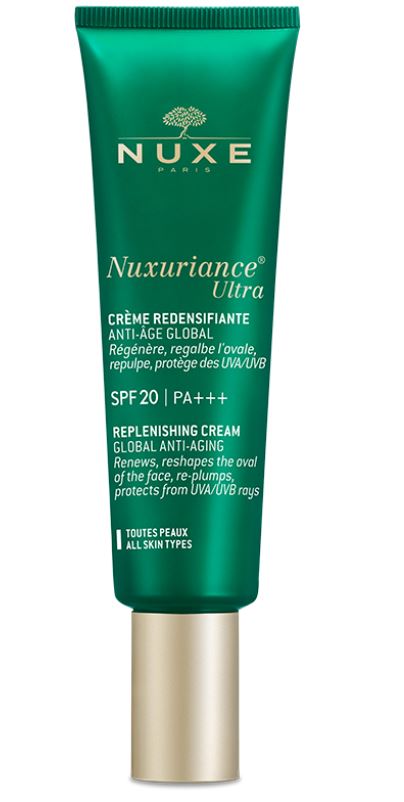 NUXE
PARIS
Nuxuriance®
Ultra
CRÈME REDENSIFIANTE
ANTI-ÂGE GLOBAL
Régénère, regalbe l'ovale,
repulpe, protège des UVA/UVB
SPF 20 | PA+++
REPLENISHING CREAM
GLOBAL ANTI-AGING
Renews, reshapes the oval
of the face, re-plumps,
protects from UVA/UVB rays
TOUTES PEAUX
ALL SKIN TYPES